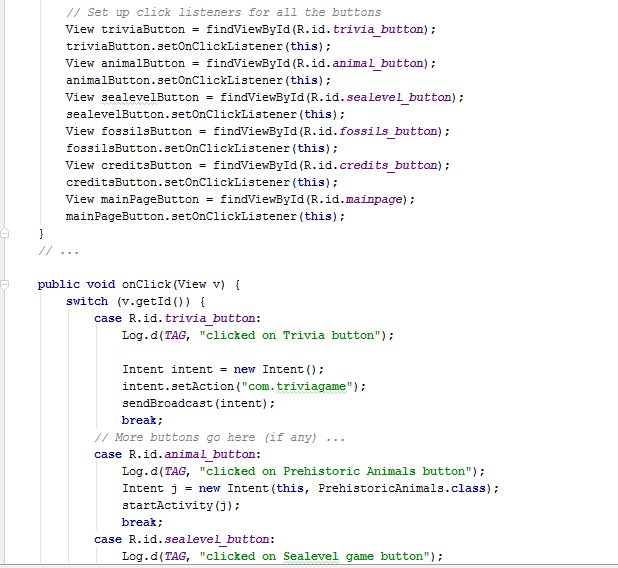 // Set up click listeners for all the buttons
View triviaButton = findViewById(R.id.trivia_button);
triviaButton.setOnClickListener(this);
View animalButton = findViewById(R.id.animal_button);
animalButton.setOnClickListener(this);
View sealevelButton = findViewById(R.id.sealevel_button);
sealevelButton.setOnClickListener(this);
View fossilsButton = findViewById(R.id.fossils_button);
fossilsButton.setOnClickListener(this);
View creditsButton = findViewById(R.id.credits_button);
creditsButton.setOnClickListener(this);
View mainPageButton = findViewById(R.id.mainpage);
mainPageButton.setOnClickListener(this);
}
// ...
public void onClick(View v) {
switch (v.getId()) {
case R.id.trivia_button:
Log.d(TAG, "clicked on Trivia button");
Intent intent = new Intent();
intent.setAction("com.triviagame");
sendBroadcast(intent);
break;
// More buttons go here (if any) ...
case R.id.animal_button:
Log.d(TAG, "clicked on Prehistoric Animals button");
Intent j = new Intent(this, PrehistoricAnimals.class);
startActivity(j);
break;
case R.id.sealevel_button:
Log.d(TAG, "clicked on Sealevel game button");